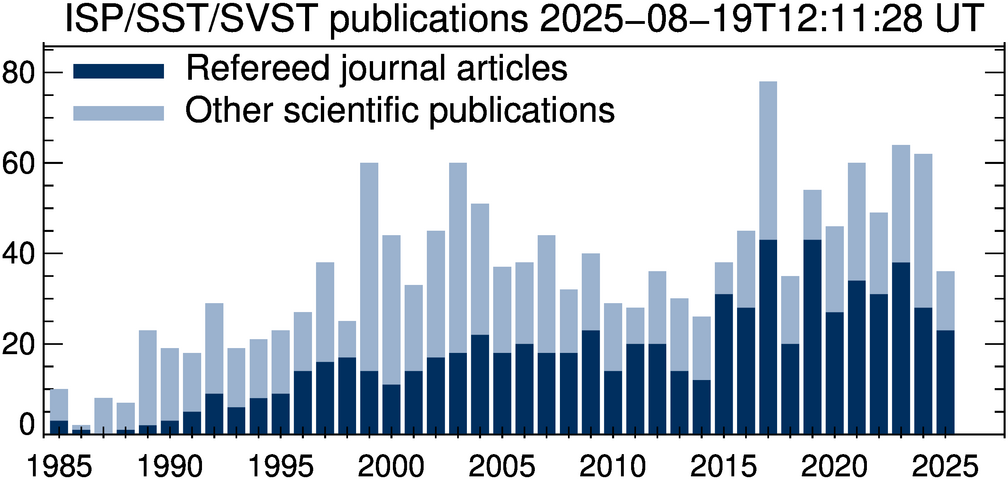 ISP/SST/SVST publications 2025−08−19T12:11:28 UT
Refereed journal articles
Other scientific publications
80
60
40
20
0
1985 1990 1995 2000 2005 2010 2015 2020 2025